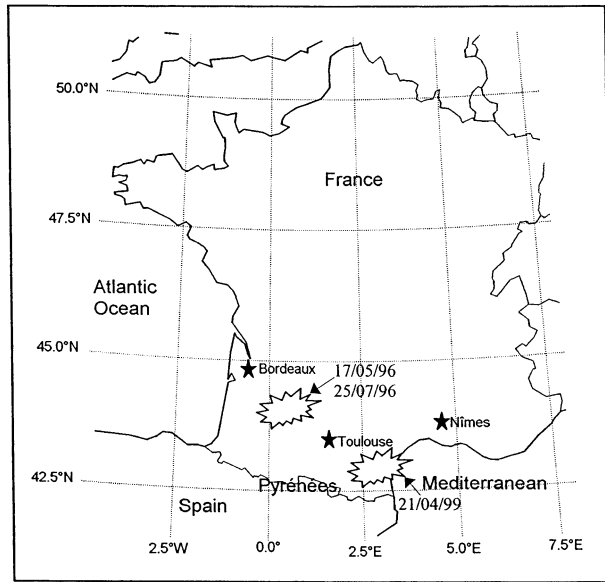 50.0°N
France
47.5°N
Atlantic
Ocean
45.0°N
Bordeaux
17/05/96
25/07/96
Nîmes
Toulouse
42.5°N
Pyrénées
Mediterranean
Spain
21/04/99
2.5°W
0.0°
2.5°E
5.0°E
7.5°E